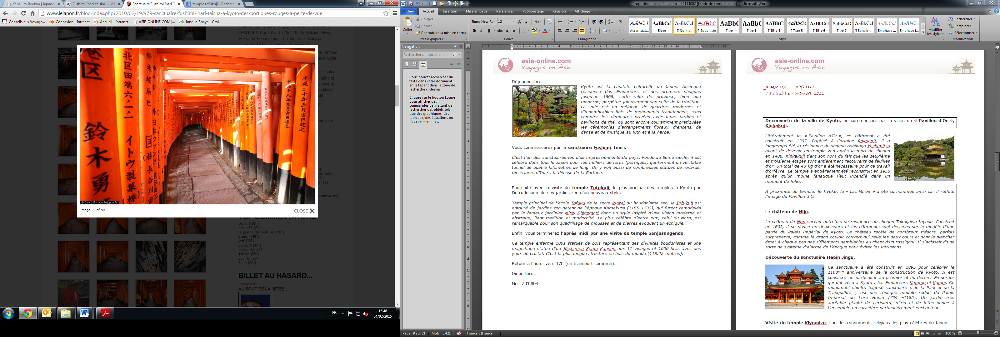 Kansuiro Ryokan | Japanes
Fushimi Inari-taisha — Wi
Sanctuaire Fushimi Inari T
temple tofukuji - Recherc
www.lejapon.fr/blog/index.php?2010/02/19/979-sanctuaire-fushimi-inari-taisha-a-kyoto-des-portiques-rouges-a-perte-de-vue
Conseils aux Voyage...
Connexion - Intranet
Accueil - Intranet
ASIE-ONLINE.COM |...
Jonque Bhaya - Croi...
Festivals Gare Gratte-Ciel Guide Hakone Hiver
Hokkaido Hébergement Ile Industrie Izakaya
Japan Life Japon Japonais
Kimono
Mode
Osaka
Publicité
Sakura
Shikoku
Vélo
faite
(122
港区
鈴木勇
北区田端六ノ二
イトウ製菓株
新木場辰巳
神戸市
株 日本ファンド
平成十八年三月吉日建之
平成二十年五月吉日建之
© David M. - www.lejapon.fr
Image 26 of 90
CLOSE X
TOP COMMENTATORS
David (1064)
dohko57 (784)
la geisha des antilles (501)
Steph. (481)
jeff (397)
CoRsCiA (351)
CaRoLiNe (272)
galaad (256)
C3dr1c (239)
Baba (224)
BILLET AU HASARD...
(21/4/2009)
AU BOUT DE LA JETÉE...
FR
15:48
04/02/2015
Proposition détaillée Japon- réf 114002 [Mode de compatibilité] - Microsoft Word
Fichier Accueil Insertion Mise en page Références Publipostage Révision Affichage
Coller
Couper
Copier
Reproduire la mise en forme
Presse-papiers
Times New Ro 12
G I S abc
Police
Paragraphe
AaBbCcL Accentuat...
AaBbCcI Élevé
AaBbCcI ¶ Normal
AaBbC ¶ Sous-titre
AaBb( Titre
AaBb( Titre 1
AaBbC ¶ Titre 4
AaBbCc ¶ Titre 5
AaBbCcI ¶ Titre 6
AaBbCcD Titre 7
AaBbCcI ¶ Sans int...
AaBbCcL Emphase ...
AaBbCcL Emphase i...
Style
Modifier les styles
Rechercher
Remplacer
Sélectionner
Modification
Navigation
Rechercher un document
Vous pouvez rechercher du
texte dans votre document
en le tapant dans la zone de
recherche ci-dessus.
Cliquez sur le bouton Loupe
pour afficher des
commandes permettant de
rechercher des objets tels
que des graphiques, des
tableaux, des équations ou
des commentaires.
asie-online.com
Voyages en Asie
Déjeuner libre.
Kyoto est la capitale culturelle du Japon. Ancienne
résidence des Empereurs et des premiers shoguns
jusqu'en 1868, cette ville de province, bien que
moderne, perpétue jalousement son culte de la tradition.
La ville est un mélange de quartiers modernes et
d'innombrables îlots de monuments traditionnels, sans
compter les demeures privées avec leurs jardins et
pavillons de thé, où sont encore couramment pratiquées
les cérémonies d'arrangements floraux, d'encens, de
danse et de musique au luth et à la harpe.
Vous commencerez par le sanctuaire Fushimi Inari.
C'est l'un des sanctuaires les plus impressionnants du pays. Fondé au 8ème siècle, il est
célèbre dans tout le Japon pour les milliers de toriis (portiques) qui forment un véritable
tunnel de quatre kilomètres de long. On y voit aussi de nombreuses statues de renards,
messagers d'Inari, la déesse de la Fortune.
Poursuite avec la visite du temple Tofukuji, le plus original des temples à Kyoto par
l'introduction de ses jardins zen d'un nouveau style.
Temple principal de l'école Tofuku de la secte Rinzai du bouddhisme zen, le Tofukuji est
entouré de jardins zen datant de l'époque Kamakura (1185–1333), qui furent remodelés
par le fameux jardinier Mirei Shigemori dans un style inspiré d'une vision moderne et
abstraite, liant tradition et modernité. Le plus célèbre d'entre eux, celui du Nord, est
remarquable pour son quadrillage de mousses et de pierres évoquant un échiquier.
Enfin, vous terminerez l'après-midi par une visite du temple Sanjusangendo.
Ce temple enferme 1001 statues de bois représentant des divinités bouddhistes et une
magnifique statue d'un Jūichimen Senju Kannon aux 11 visages et 1000 bras avec des
yeux de cristal. C'est la plus longue structure en bois du monde (118,22 mètres).
Retour à l'hôtel vers 17h (en transport commun).
Dîner libre.
Nuit à l'hôtel
asie-online.com
Voyages en Asie
JOUR 07 KYOTO
Dimanche 8 novembre 2015
Découverte de la ville de Kyoto, en commençant par la visite du « Pavillon d'Or »,
Kinkakuji.
Littéralement le « Pavillon d'Or », ce bâtiment a été
construit en 1397. Baptisé à l'origine Rokuonji, il a
longtemps été la résidence du shogun Ashikaga Yoshimitsu
avant de devenir un temple zen après la mort du shogun
en 1408. Kinkakuji tient son nom du fait que les deuxième
et troisième étages sont entièrement recouverts de feuilles
d'or. Un total de 48 kg d'or a été nécessaire pour ce travail
d'orfèvre. Le temple a entièrement été reconstruit en 1950
après qu'un moine fanatique l'eut incendié dans un
moment de folie.
A proximité du temple, le Kyoko, le « Lac Miroir » a été surnommée ainsi car il reflète
l'image du Pavillon d'Or.
Le château de Nijo.
Le château de Nijo servait autrefois de résidence au shogun Tokugawa Ieyasu. Construit
en 1603, il se divise en deux cours et les bâtiments sont dessinés sur le modèle d'une
partie du Palais impérial de Kyoto. Le château recèle de nombreux trésors, parfois
surprenants, comme le grand couloir couvert qui relie les deux cours et dont le plancher
émet à chaque pas des sifflements semblables au chant d'un rossignol. Il s'agissait d'une
sorte de système d'alarme de l'époque pour éviter les intrusions.
Découverte du sanctuaire Heain Jingu.
Ce sanctuaire a été construit en 1895 pour célébrer le
1100ème anniversaire de la construction de Kyoto. Il est
consacré en particulier au premier et au dernier Empereur
qui ont vécu à Kyoto : les Empereurs Kammu et Komei. Ce
monument shinto, baptisé sanctuaire « de la Paix et de la
Tranquillité », est une réplique modèle réduit du Palais
Impérial de l'ère Heian (794 –1185). Un jardin très
agréable planté de cerisiers, d'iris et de lotus donne à
l'ensemble un caractère particulièrement enchanteur.
Visite du temple Kiyomizu, l'un des monuments religieux les plus célèbres du Japon.
Page : 9 sur 21
Mots : 5 421
Français (France)
100 %